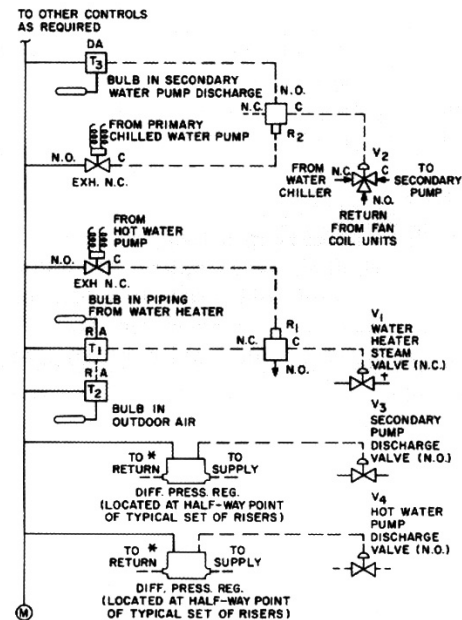 TO OTHER CONTROLS
AS REQUIRED
DA
T3
BULB IN SECONDARY
WATER PUMP DISCHARGE
N.O.
N.C.
C
R2
FROM PRIMARY
CHILLED WATER PUMP
N.O.
C
EXH. N.C.
V2
FROM
WATER
CHILLER
N.C.
C
TO
SECONDARY
PUMP
N.O.
RETURN
FROM FAN
COIL UNITS
FROM
HOT WATER
PUMP
N.O.
C
EXH N.C.
BULB IN PIPING
FROM WATER HEATER
RA
T1
N.C.
R1
C
N.O.
V1
WATER
HEATER
STEAM
VALVE (N.C.)
RA
T2
BULB IN
OUTDOOR AIR
V3
SECONDARY
PUMP
DISCHARGE
VALVE (N.O.)
TO *
RETURN
TO
SUPPLY
DIFF. PRESS. REG.
(LOCATED AT HALF-WAY POINT
OF TYPICAL SET OF RISERS)
V4
HOT WATER
PUMP
DISCHARGE
VALVE (N.O.)
TO *
RETURN
TO
SUPPLY
DIFF. PRESS. REG.
(LOCATED AT HALF-WAY POINT
OF TYPICAL SET OF RISERS)
M